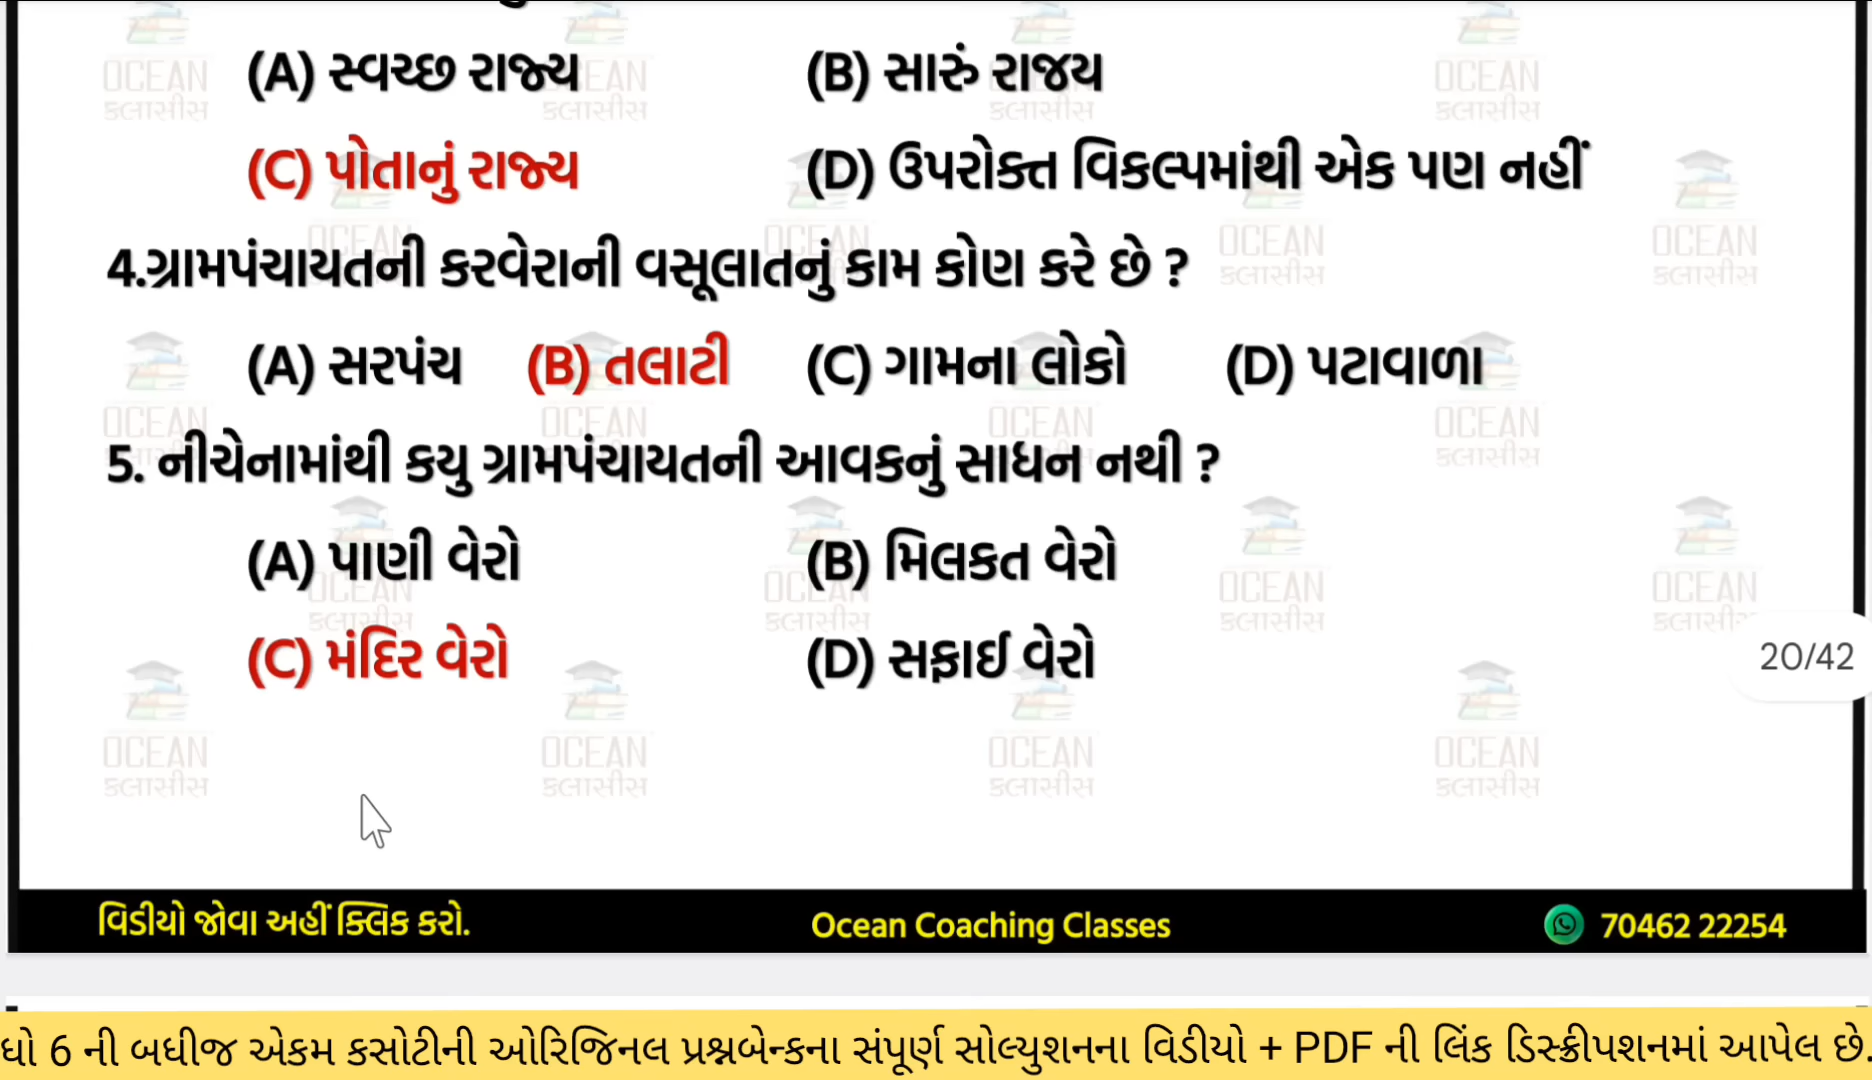 (A) સ્વચ્છ રાજ્ય (B) સારું રાજય
(C) પોતાનું રાજ્ય (D) ઉપરોક્ત વિકલ્પમાંથી એક પણ નહીં
4.ગ્રામપંચાયતની કરવેરાની વસૂલાતનું કામ કોણ કરે છે ?
(A) સરપંચ (B) તલાટી (C) ગામના લોકો (D) પટાવાળા
5. નીચેનામાંથી કયુ ગ્રામપંચાયતની આવકનું સાધન નથી ?
(A) પાણી વેરો (B) મિલકત વેરો
(C) મંદિર વેરો (D) સફાઈ વેરો
20/42
વિડીયો જોવા અહીં ક્લિક કરો. Ocean Coaching Classes 70462 22254
ધો 6 ની બધીજ એકમ કસોટીની ઓરિજિનલ પ્રશ્નબેન્કના સંપૂર્ણ સોલ્યુશનના વિડીયો + PDF ની લિંક ડિસ્ક્રીપશનમાં આપેલ છે.
OCEAN
ક્લાસીસ